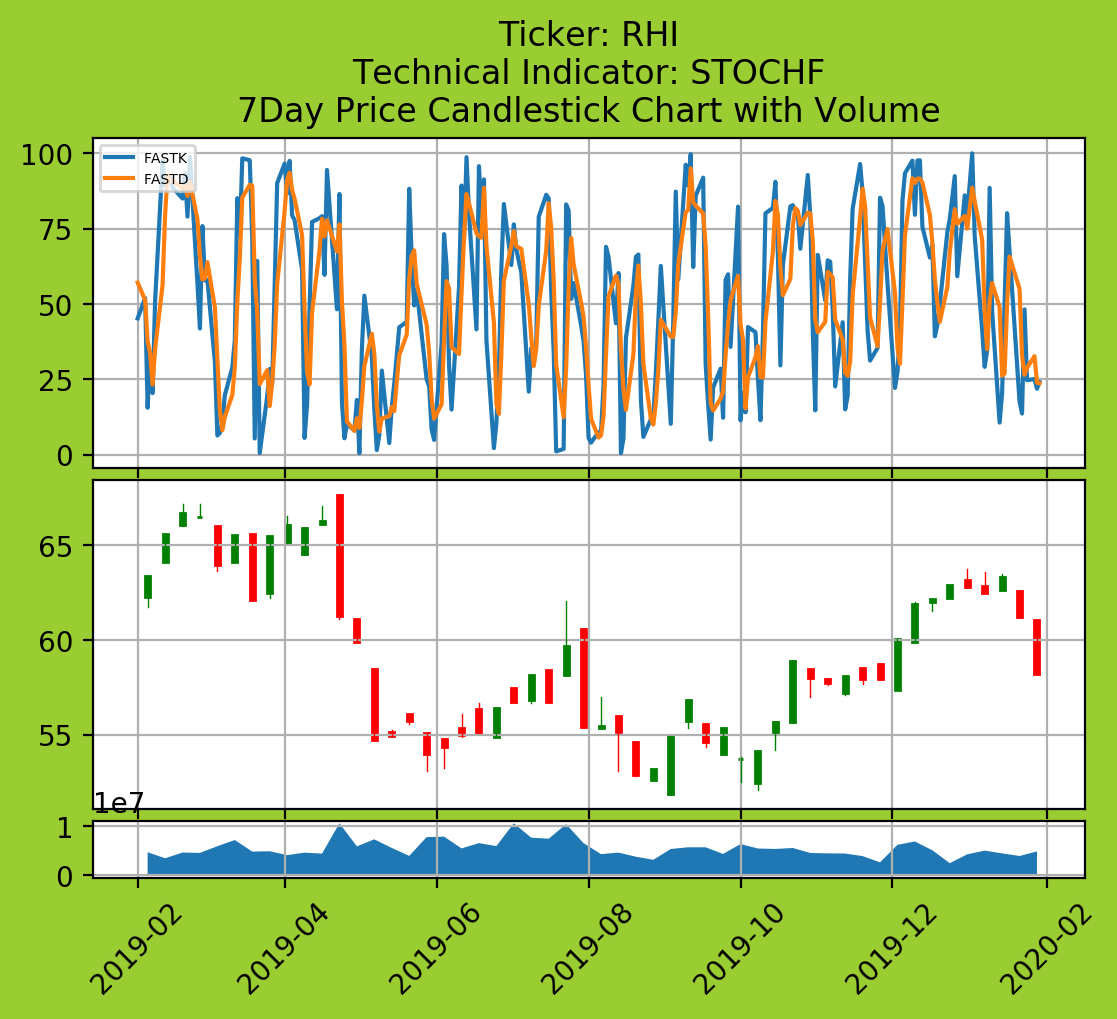 Ticker: RHI
Technical Indicator: STOCHF
7Day Price Candlestick Chart with Volume
100
75
50
25
0
FASTK
FASTD
65
60
55
1e7
1
0
2019-02
2019-04
2019-06
2019-08
2019-10
2019-12
2020-02